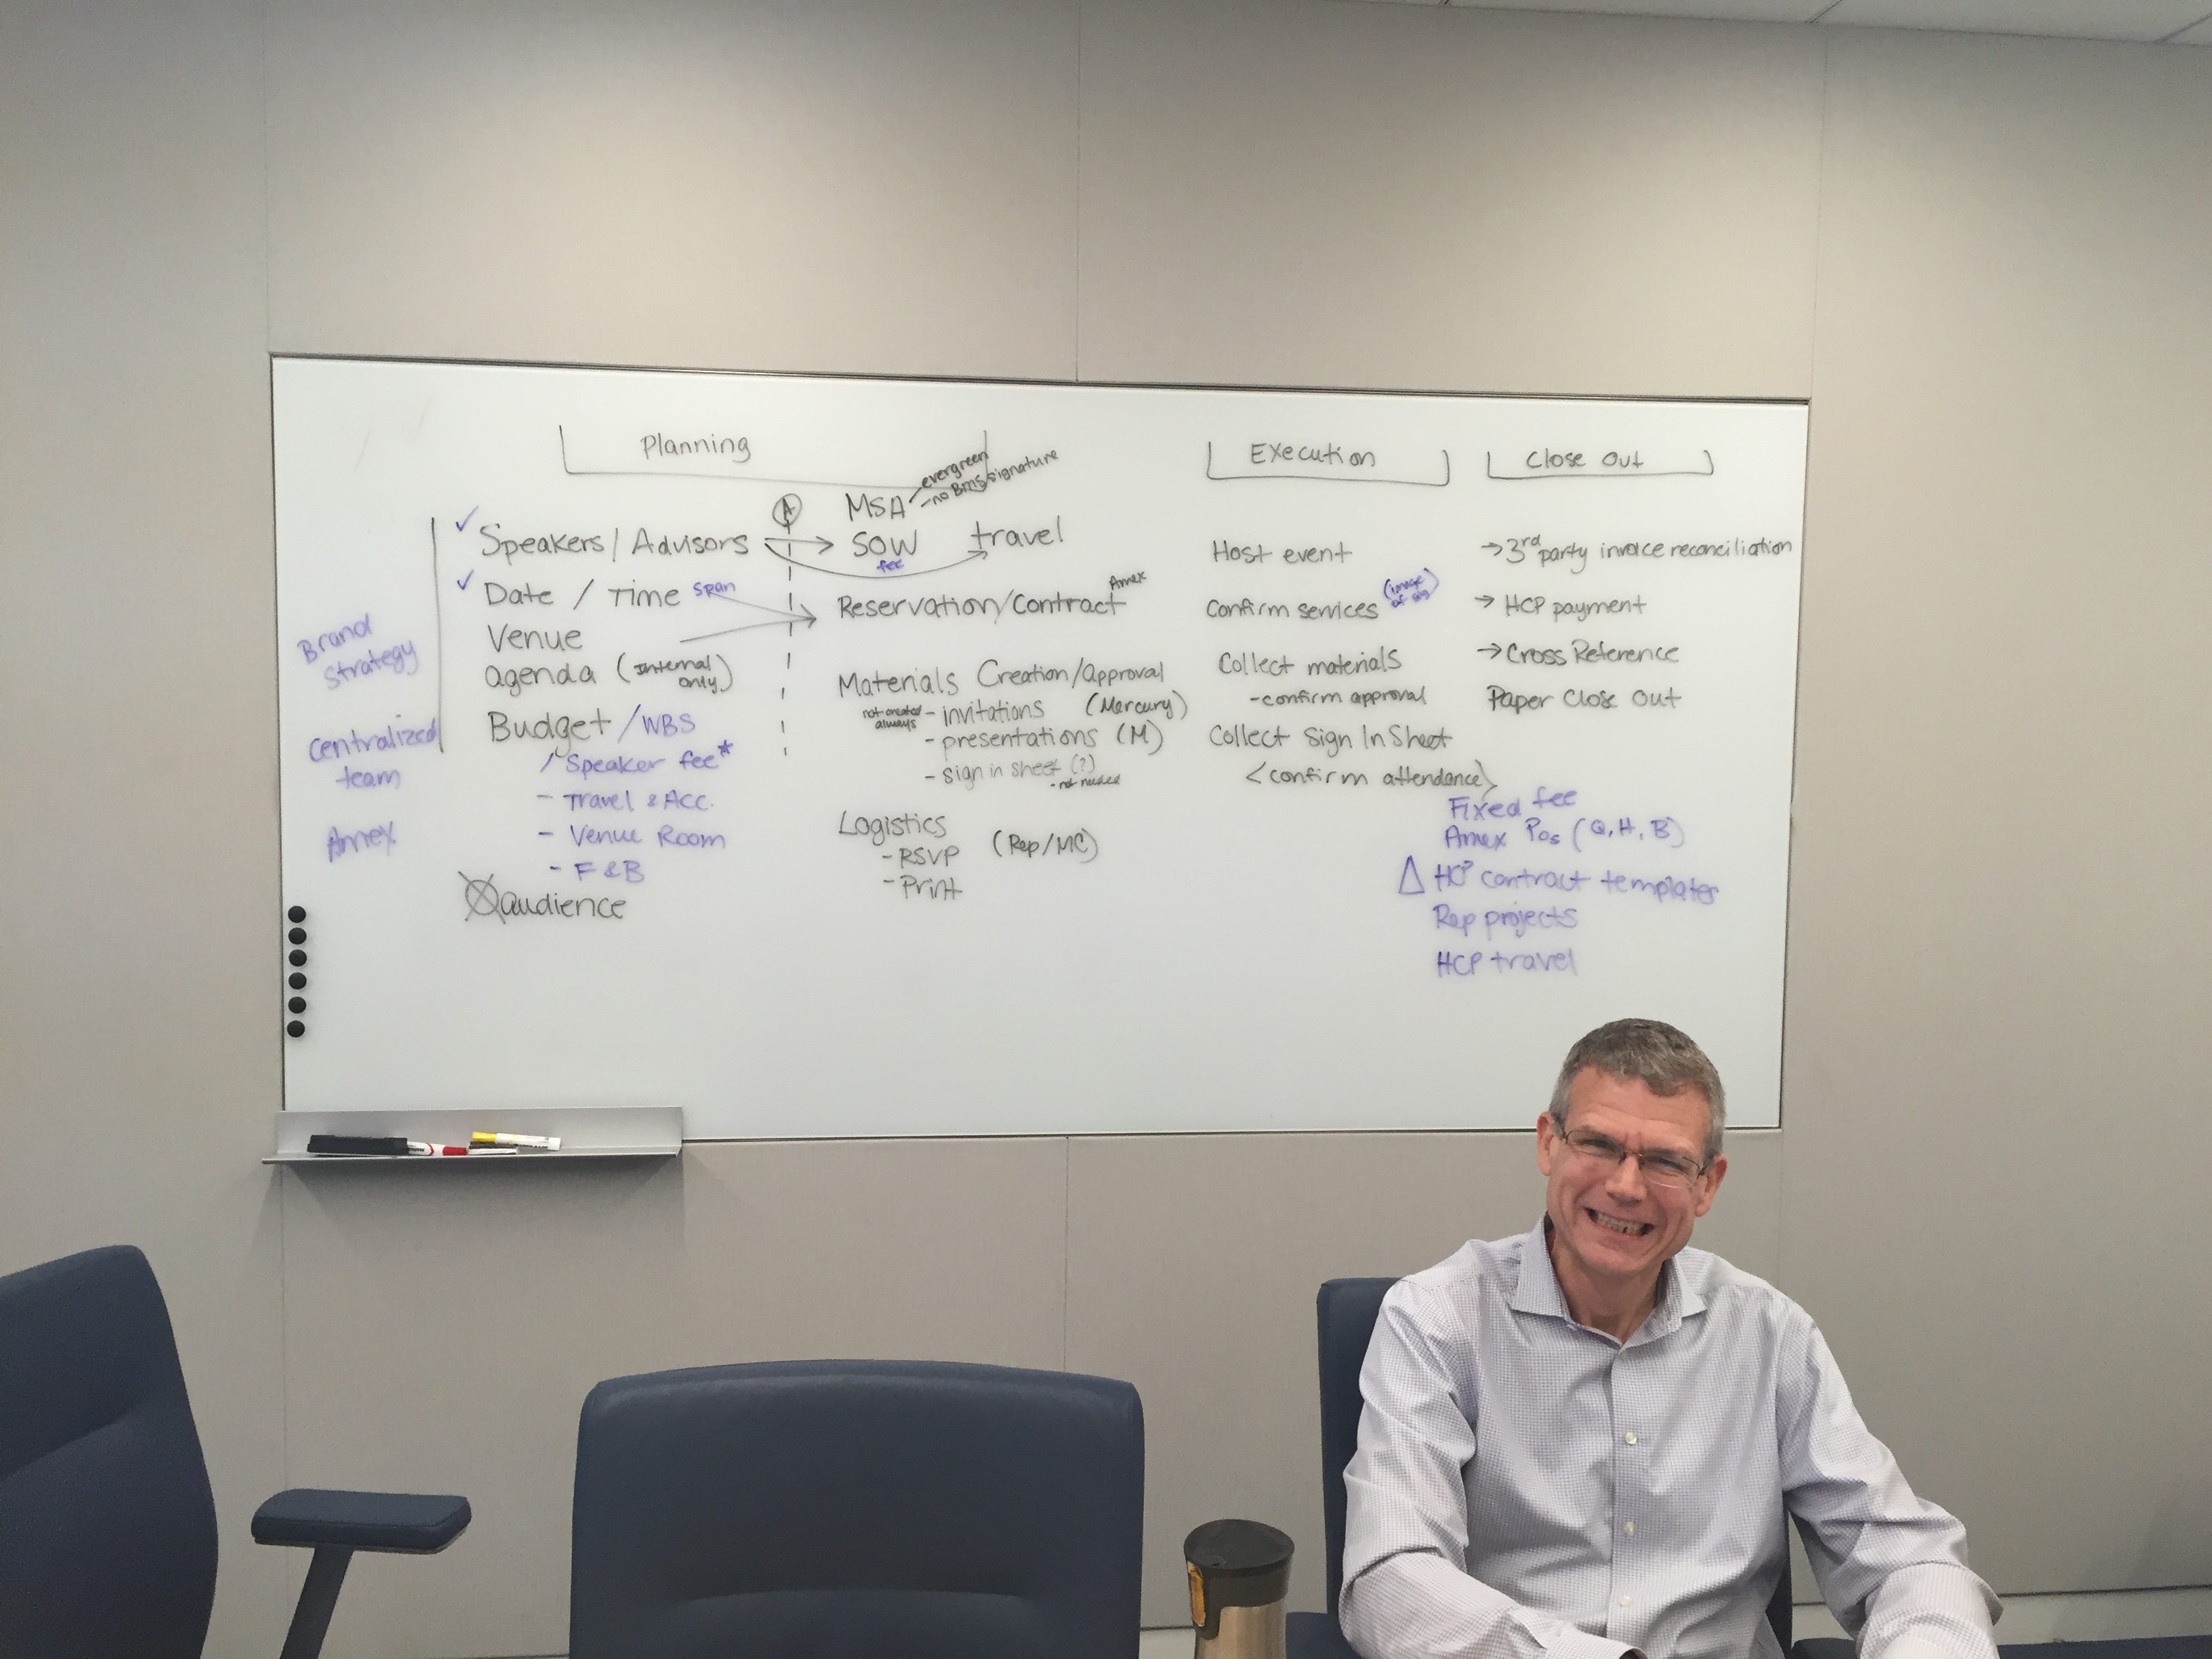 Planning
evergreen
MSA - no BMS signature
A
✓ Speakers / Advisors → SOW travel
fee
✓ Date / Time span
Reservation/Contract Amex
Venue
agenda (Internal only)
Brand Strategy
Budget / WBS
Centralized team
/ Speaker fee*
- Travel & Acc.
Amex
- Venue Room
- F & B
audience
Materials Creation/Approval
not created always
- invitations (Mercury)
- presentations (M)
- sign in sheet (?)
- not needed
Logistics
- RSVP (Rep/MC)
- Print
Execution
Host event
Confirm services (image of sig)
Collect materials
- confirm approval
Collect Sign In Sheet
<confirm attendance>
Close Out
→ 3rd party invoice reconciliation
→ HCP payment
→ Cross Reference
Paper Close Out
Fixed fee
Amex Pos (Q, H, B)
Δ HCP contract templates
Rep projects
HCP travel